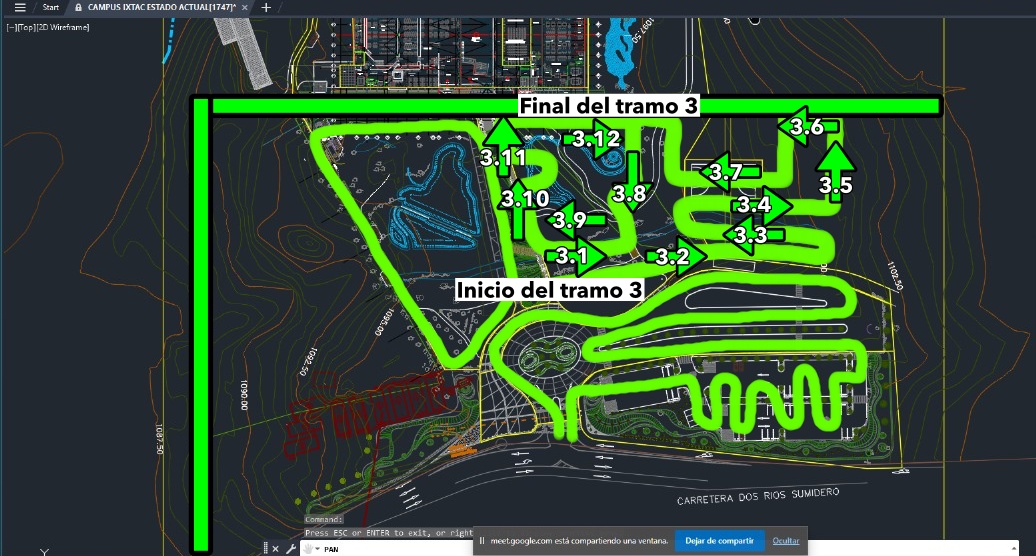 Start
CAMPUS IXTAC ESTADO ACTUAL[1747]*
[−][Top][2D Wireframe]
1097.50
Final del tramo 3
3.6
3.12
3.11
3.7
3.5
3.8
3.10
3.4
3.9
3.3
3.1
3.2
Inicio del tramo 3
1102.50
00
1095.00
1092.50
1090.00
1087.50
CARRETERA DOS RIOS SUMIDERO
Command:
Press ESC or ENTER to exit, or right
PAN
meet.google.com está compartiendo una ventana.
Dejar de compartir
Ocultar
Y